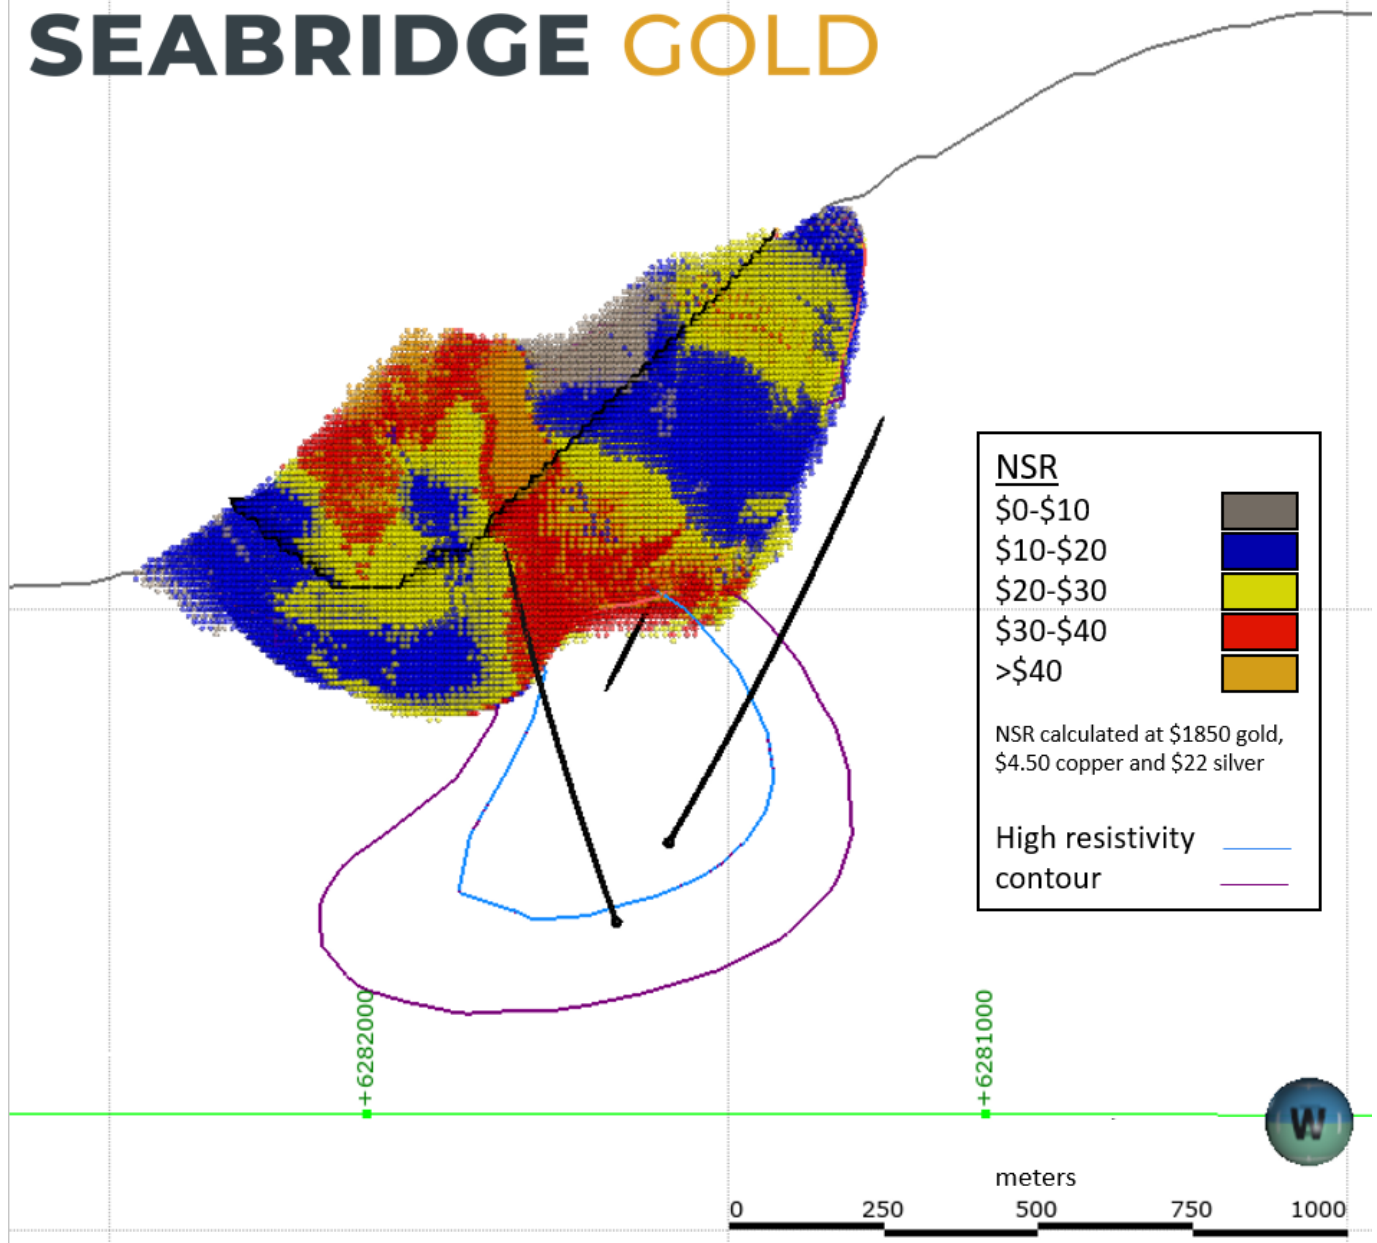 SEABRIDGE GOLD
NSR
$0-$10
$10-$20
$20-$30
$30-$40
>$40
NSR calculated at $1850 gold,
$4.50 copper and $22 silver
High resistivity
contour
+6282000
+6281000
W
meters
0 250 500 750 1000